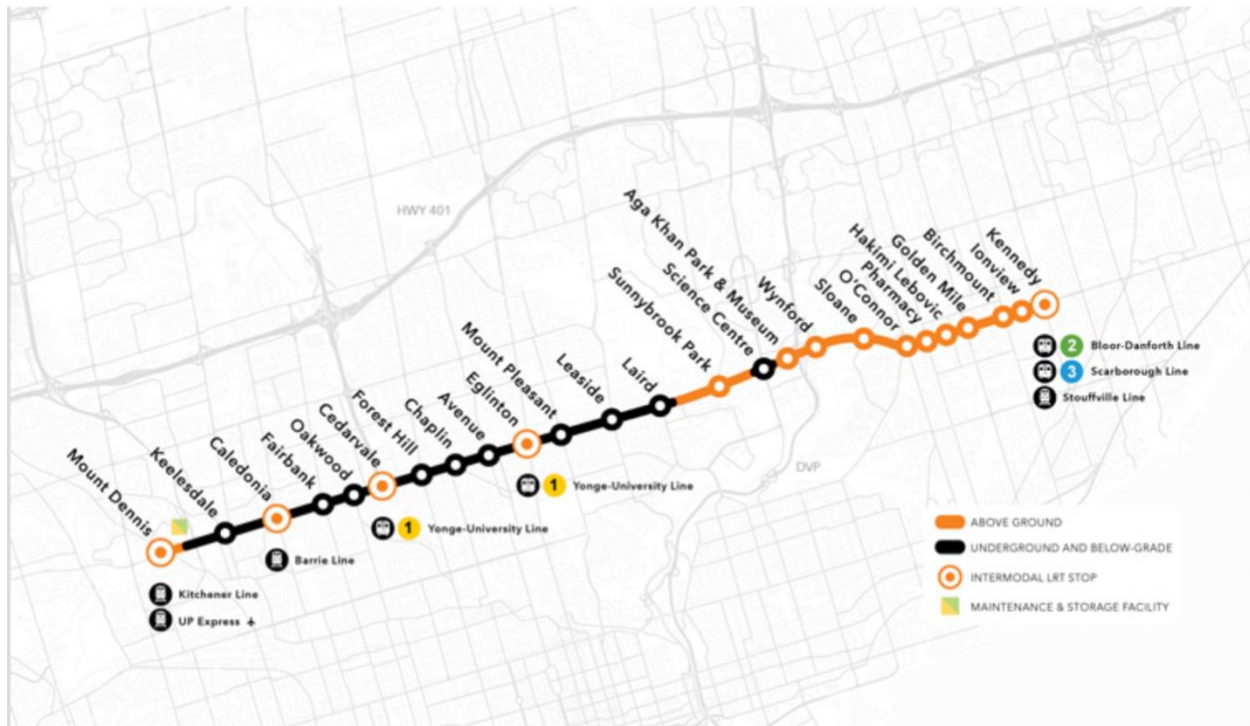 HWY 401
Mount Dennis
Keelesdale
Caledonia
Fairbank
Oakwood
Cedarvale
Forest Hill
Chaplin
Avenue
Eglinton
Mount Pleasant
Leaside
Laird
Sunnybrook Park
Science Centre
Aga Khan Park & Museum
Wynford
Sloane
O'Connor
Pharmacy
Hakimi Lebovic
Golden Mile
Birchmount
Ionview
Kennedy
2 Bloor-Danforth Line
3 Scarborough Line
Stouffville Line
DVP
1 Yonge-University Line
1 Yonge-University Line
Barrie Line
Kitchener Line
UP Express
ABOVE GROUND
UNDERGROUND AND BELOW-GRADE
INTERMODAL LRT STOP
MAINTENANCE & STORAGE FACILITY